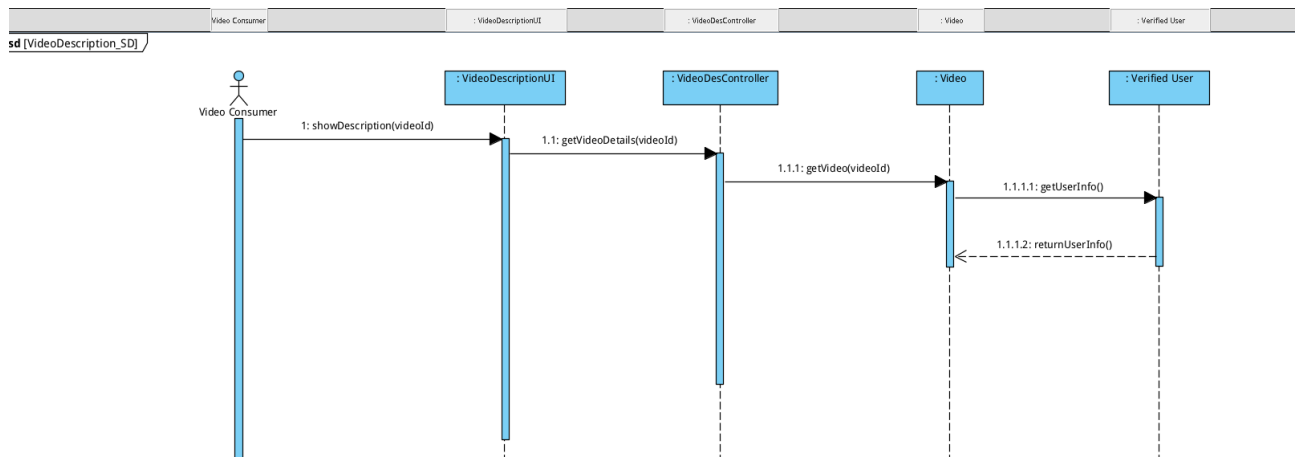 Video Consumer
: VideoDescriptionUI
: VideoDesController
: Video
: Verified User
sd [VideoDescription_SD]
: VideoDescriptionUI
: VideoDesController
: Video
: Verified User
Video Consumer
1: showDescription(videoId)
1.1: getVideoDetails(videoId)
1.1.1: getVideo(videoId)
1.1.1.1: getUserInfo()
1.1.1.2: returnUserInfo()